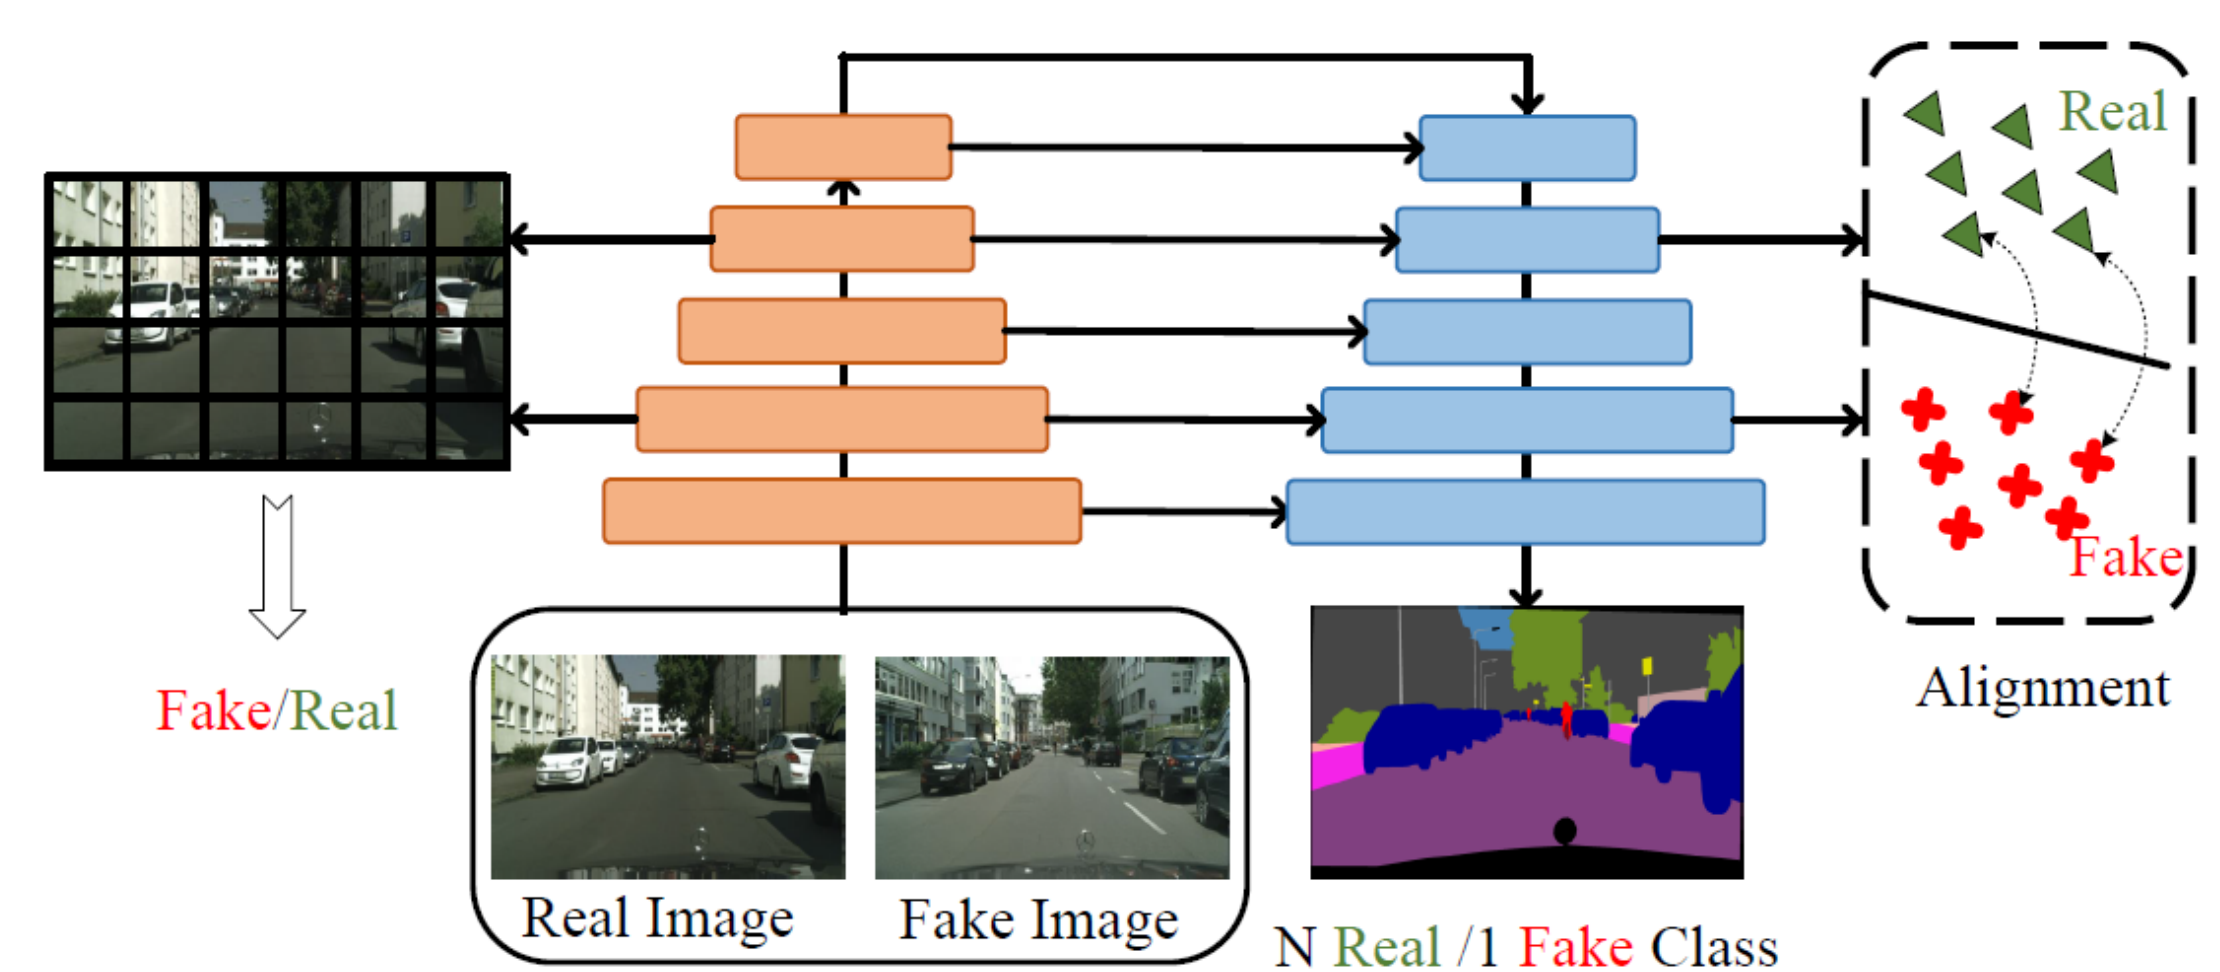 Real
Fake
Alignment
Fake/Real
Real Image
Fake Image
N Real /1 Fake Class